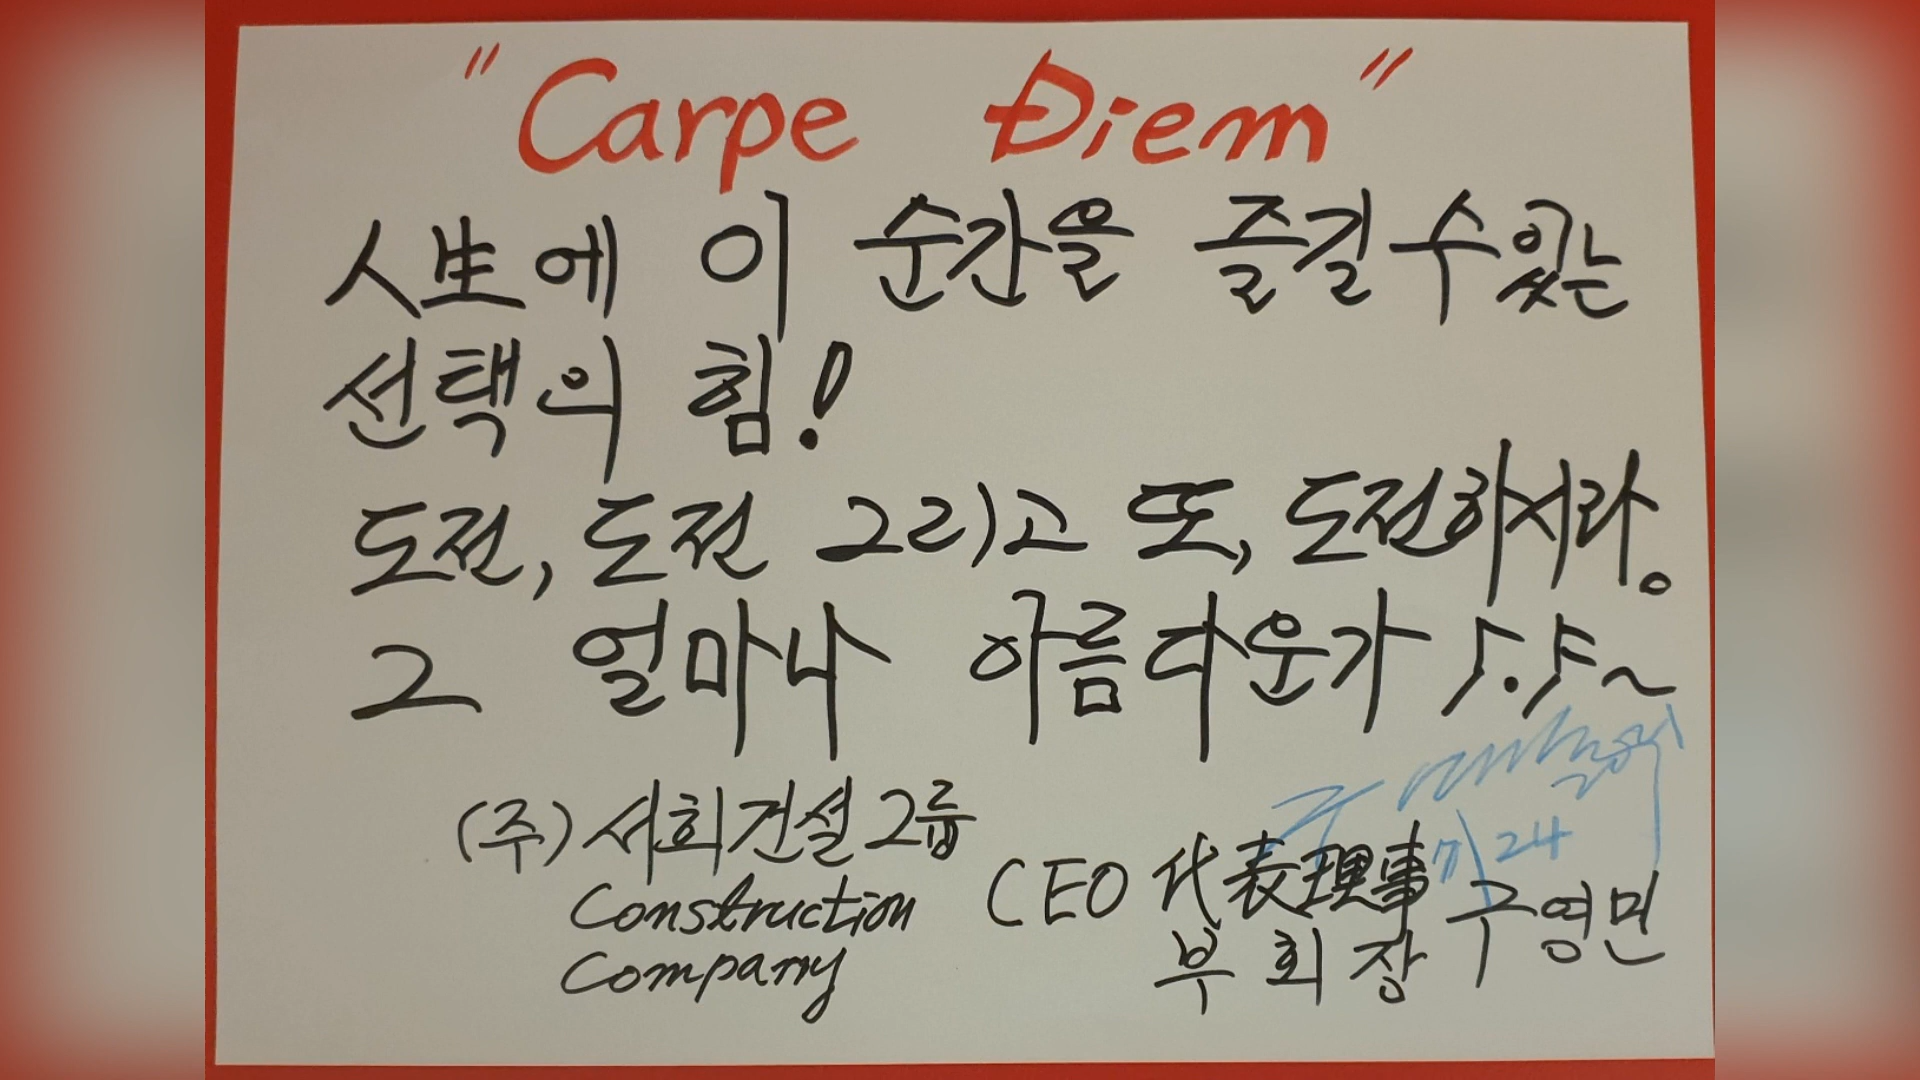 "Carpe Diem"
人生에 이 순간을 즐길 수 있는
선택의 힘!
도전, 도전 그리고 또, 도전하시라。
그 얼마나 아름다운가 ♪.♪~
(주) 서희건설그룹
Construction
Company
CEO 代表理事
부회장 구영민
24